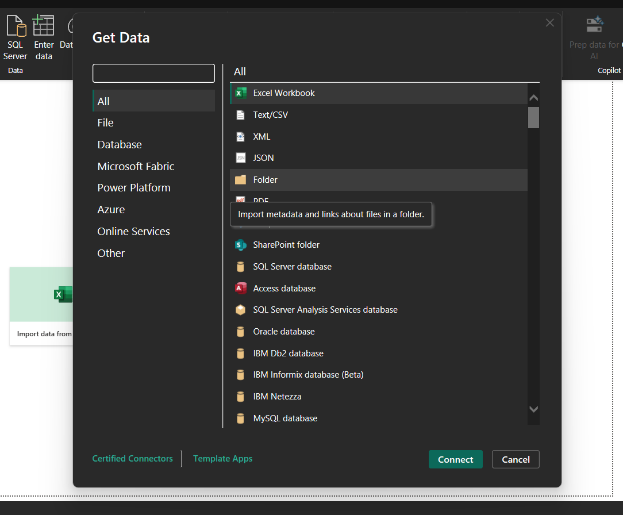 Get Data
SQL
Server
Enter
data
Data
Prep data for
AI
Copilot
All
All
File
Database
Microsoft Fabric
Power Platform
Azure
Online Services
Other
Excel Workbook
Text/CSV
XML
JSON
Folder
Import metadata and links about files in a folder.
SharePoint folder
SQL Server database
Access database
SQL Server Analysis Services database
Oracle database
IBM Db2 database
IBM Informix database (Beta)
IBM Netezza
MySQL database
Import data from
Certified Connectors
Template Apps
Connect
Cancel